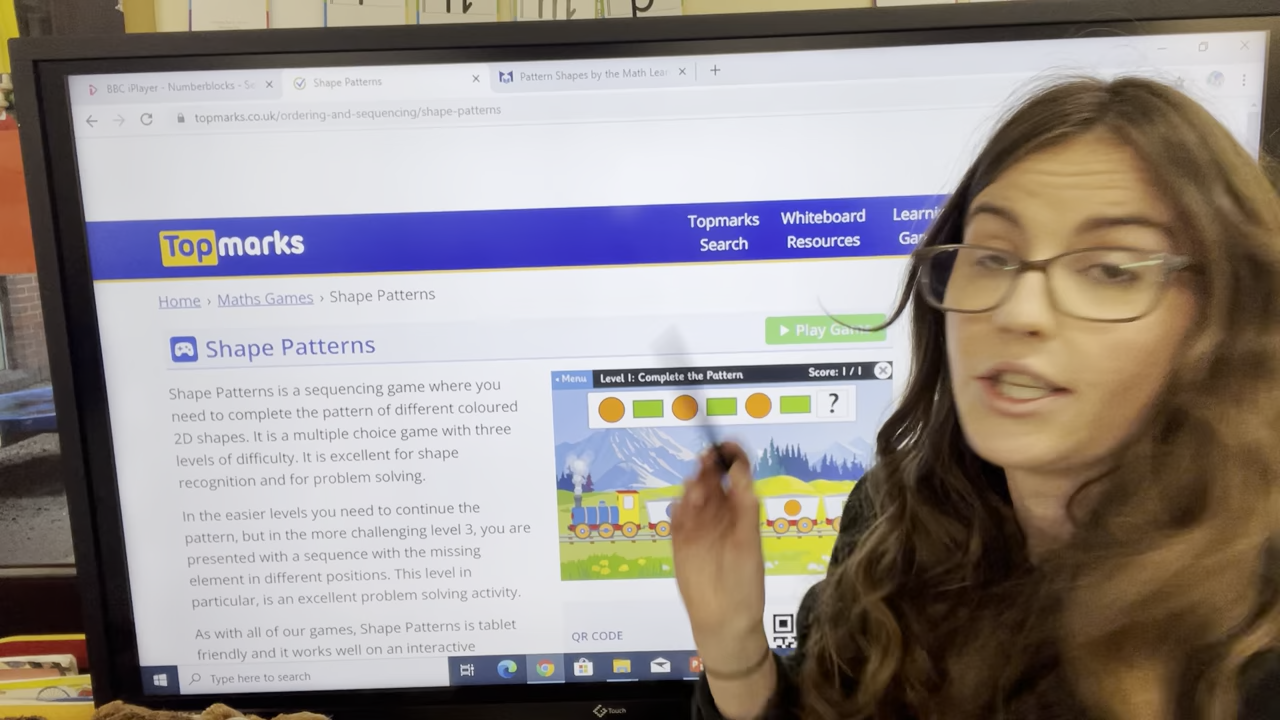 n m p
BBC iPlayer - Numberblocks - Se
Shape Patterns
Pattern Shapes by the Math Lear
topmarks.co.uk/ordering-and-sequencing/shape-patterns
Topmarks
Topmarks Search
Whiteboard Resources
Home › Maths Games › Shape Patterns
Shape Patterns
Play Game
Shape Patterns is a sequencing game where you
need to complete the pattern of different coloured
2D shapes. It is a multiple choice game with three
levels of difficulty. It is excellent for shape
recognition and for problem solving.
In the easier levels you need to continue the
pattern, but in the more challenging level 3, you are
presented with a sequence with the missing
element in different positions. This level in
particular, is an excellent problem solving activity.
As with all of our games, Shape Patterns is tablet
friendly and it works well on an interactive
Menu
Level 1: Complete the Pattern
Score: 1 / 1
?
QR CODE
Type here to search
Touch